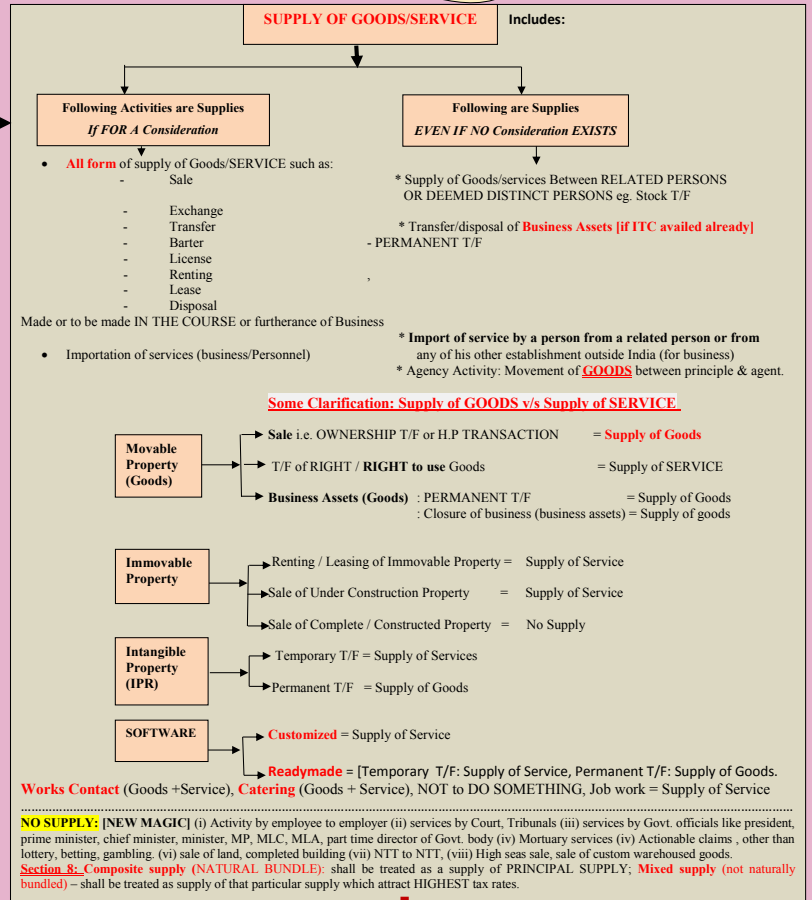 SUPPLY OF GOODS/SERVICE Includes:
Following Activities are Supplies
If FOR A Consideration
Following are Supplies
EVEN IF NO Consideration EXISTS
• All form of supply of Goods/SERVICE such as:
- Sale
- Exchange
- Transfer
- Barter
- License
- Renting
- Lease
- Disposal
Made or to be made IN THE COURSE or furtherance of Business
• Importation of services (business/Personnel)
* Supply of Goods/services Between RELATED PERSONS
OR DEEMED DISTINCT PERSONS eg. Stock T/F
* Transfer/disposal of Business Assets [if ITC availed already]
- PERMANENT T/F
,
* Import of service by a person from a related person or from
any of his other establishment outside India (for business)
* Agency Activity: Movement of GOODS between principle & agent.
Some Clarification: Supply of GOODS v/s Supply of SERVICE
Movable
Property
(Goods)
Sale i.e. OWNERSHIP T/F or H.P TRANSACTION = Supply of Goods
T/F of RIGHT / RIGHT to use Goods = Supply of SERVICE
Business Assets (Goods) : PERMANENT T/F = Supply of Goods
: Closure of business (business assets) = Supply of goods
Immovable
Property
Renting / Leasing of Immovable Property = Supply of Service
Sale of Under Construction Property = Supply of Service
Sale of Complete / Constructed Property = No Supply
Intangible
Property
(IPR)
Temporary T/F = Supply of Services
Permanent T/F = Supply of Goods
SOFTWARE
Customized = Supply of Service
Readymade = [Temporary T/F: Supply of Service, Permanent T/F: Supply of Goods.
Works Contact (Goods +Service), Catering (Goods + Service), NOT to DO SOMETHING, Job work = Supply of Service
NO SUPPLY: [NEW MAGIC] (i) Activity by employee to employer (ii) services by Court, Tribunals (iii) services by Govt. officials like president,
prime minister, chief minister, minister, MP, MLC, MLA, part time director of Govt. body (iv) Mortuary services (iv) Actionable claims , other than
lottery, betting, gambling. (vi) sale of land, completed building (vii) NTT to NTT, (viii) High seas sale, sale of custom warehoused goods.
Section 8: Composite supply (NATURAL BUNDLE): shall be treated as a supply of PRINCIPAL SUPPLY; Mixed supply (not naturally
bundled) – shall be treated as supply of that particular supply which attract HIGHEST tax rates.